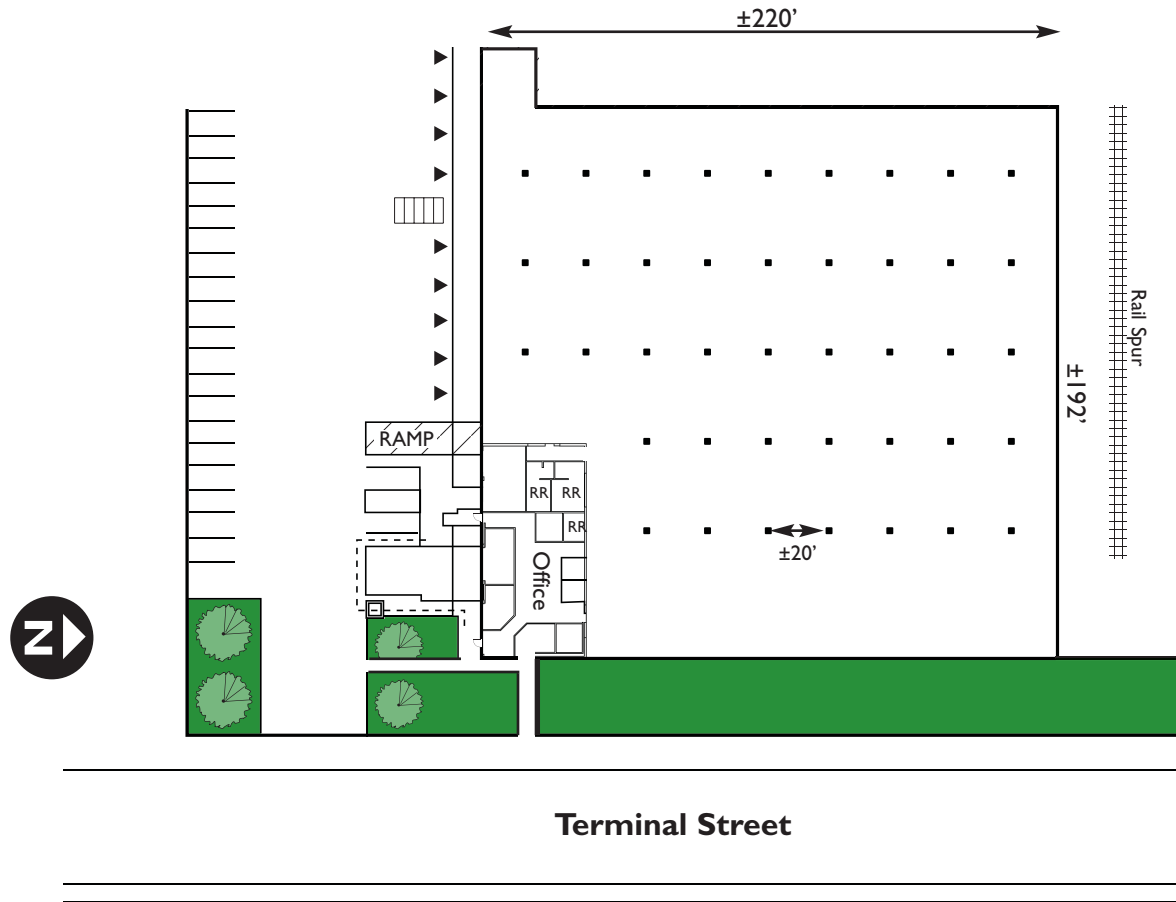 ±220'
Rail Spur
±192'
RAMP
RR
RR
RR
±20'
Office
N
Terminal Street